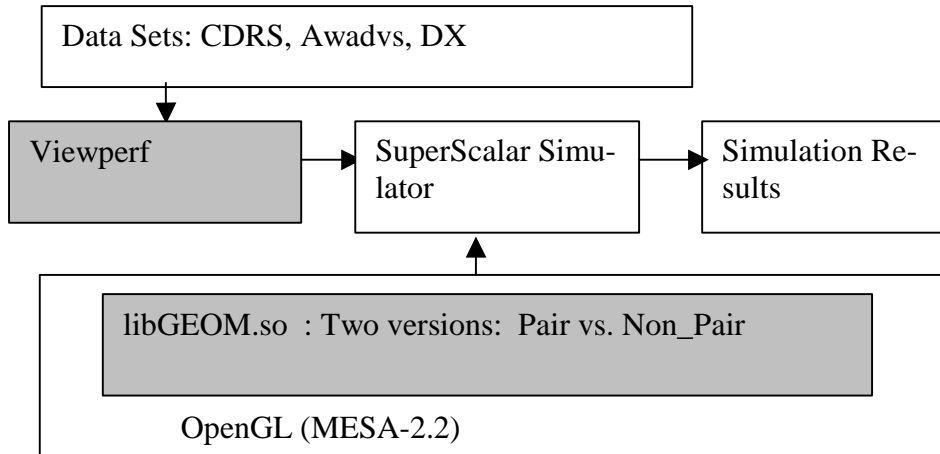 Data Sets: CDRS, Awadvs, DX
Viewperf
SuperScalar Simu-
lator
Simulation Re-
sults
libGEOM.so : Two versions: Pair vs. Non_Pair
OpenGL (MESA-2.2)